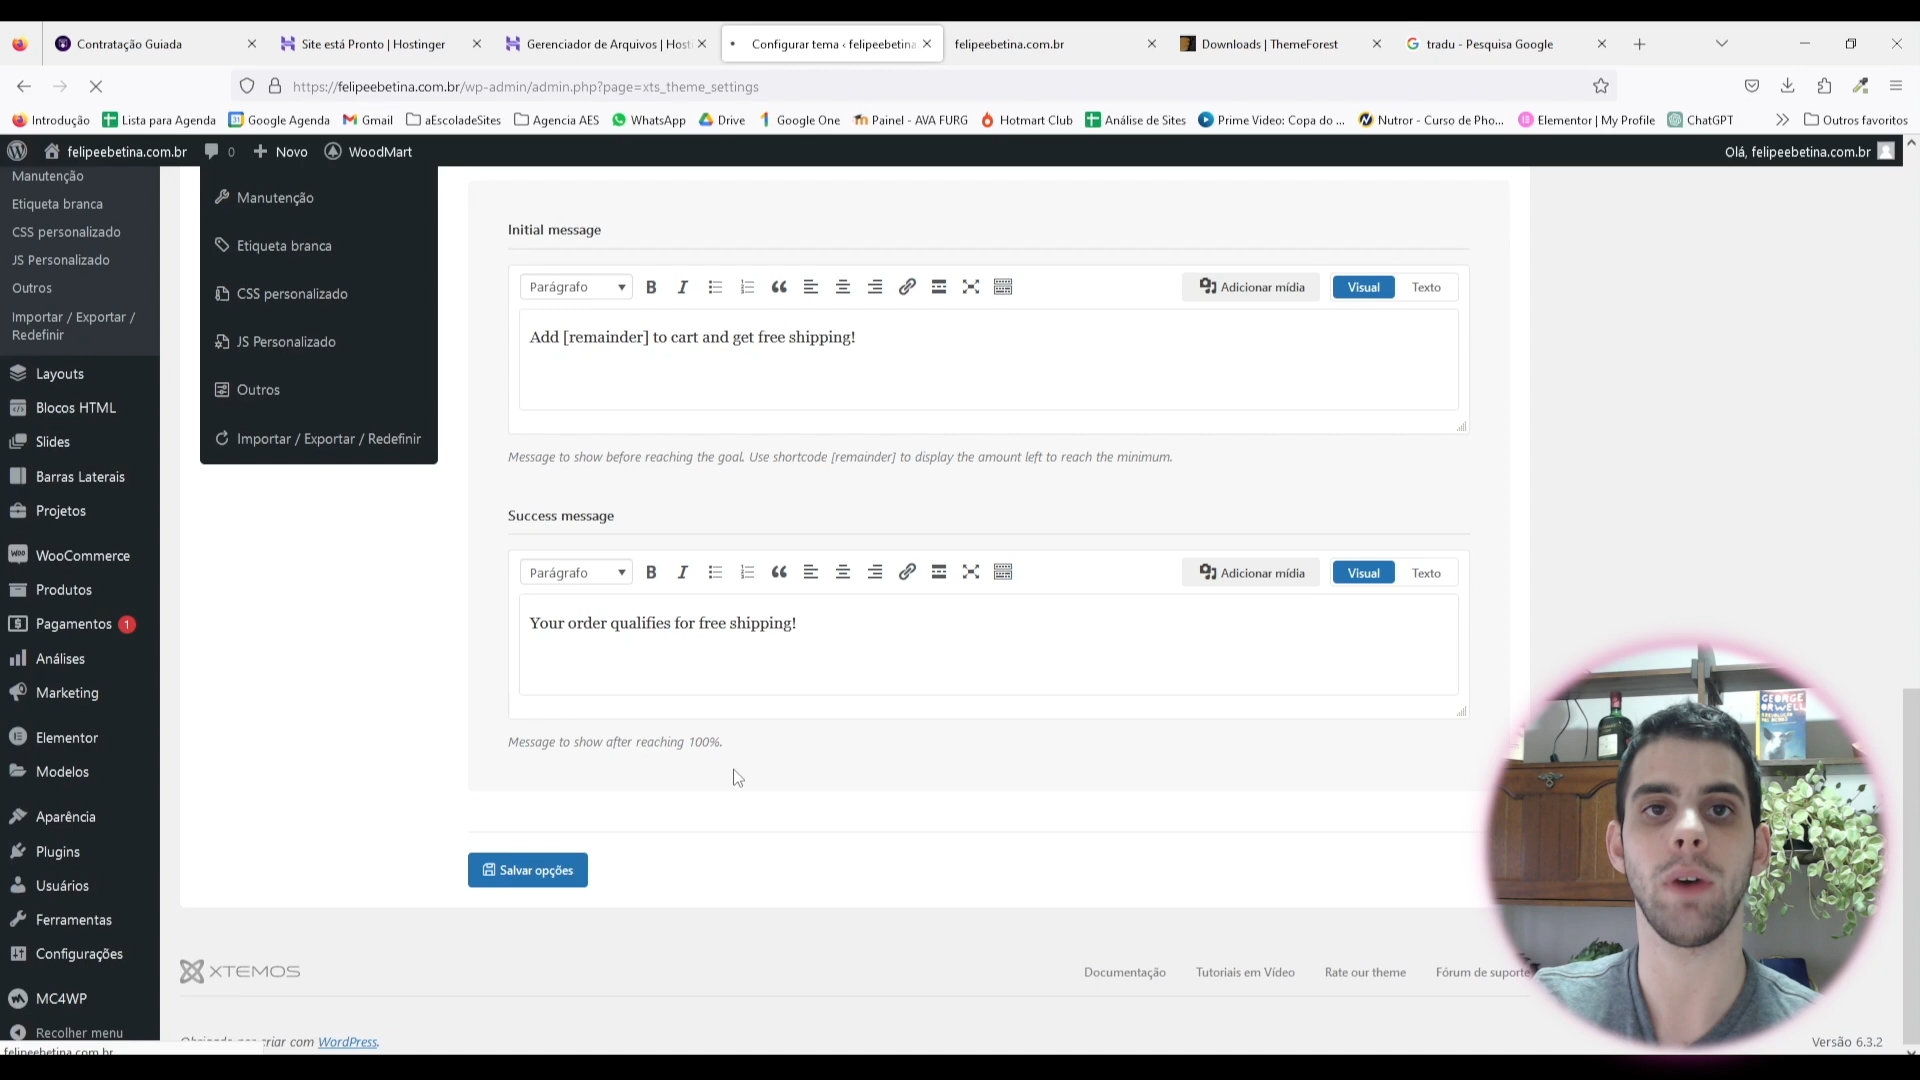 Contratação Guiada
Site está Pronto | Hostinger
Gerenciador de Arquivos | Host
Configurar tema ‹ felipeebetina
felipeebetina.com.br
Downloads | ThemeForest
tradu - Pesquisa Google
https://felipeebetina.com.br/wp-admin/admin.php?page=xts_theme_settings
Introdução
Lista para Agenda
Google Agenda
Gmail
aEscoladeSites
Agencia AES
WhatsApp
Drive
Google One
Painel - AVA FURG
Hotmart Club
Análise de Sites
Prime Video: Copa do ...
Nutror - Curso de Pho...
Elementor | My Profile
ChatGPT
Outros favoritos
felipeebetina.com.br
0
Novo
WoodMart
Olá, felipeebetina.com.br
Manutenção
Etiqueta branca
CSS personalizado
JS Personalizado
Outros
Importar / Exportar /
Redefinir
Layouts
Blocos HTML
Slides
Barras Laterais
Projetos
WooCommerce
Produtos
Pagamentos 1
Análises
Marketing
Elementor
Modelos
Aparência
Plugins
Usuários
Ferramentas
Configurações
MC4WP
Recolher menu
felipeebetina.com.br
Manutenção
Etiqueta branca
CSS personalizado
JS Personalizado
Outros
Importar / Exportar / Redefinir
Initial message
Parágrafo
Adicionar mídia
Visual
Texto
Add [remainder] to cart and get free shipping!
Message to show before reaching the goal. Use shortcode [remainder] to display the amount left to reach the minimum.
Success message
Parágrafo
Adicionar mídia
Visual
Texto
Your order qualifies for free shipping!
Message to show after reaching 100%.
Salvar opções
XTEMOS
Documentação
Tutoriais em Vídeo
Rate our theme
Fórum de suporte
criar com WordPress.
Versão 6.3.2
GEORGE
ORWELL